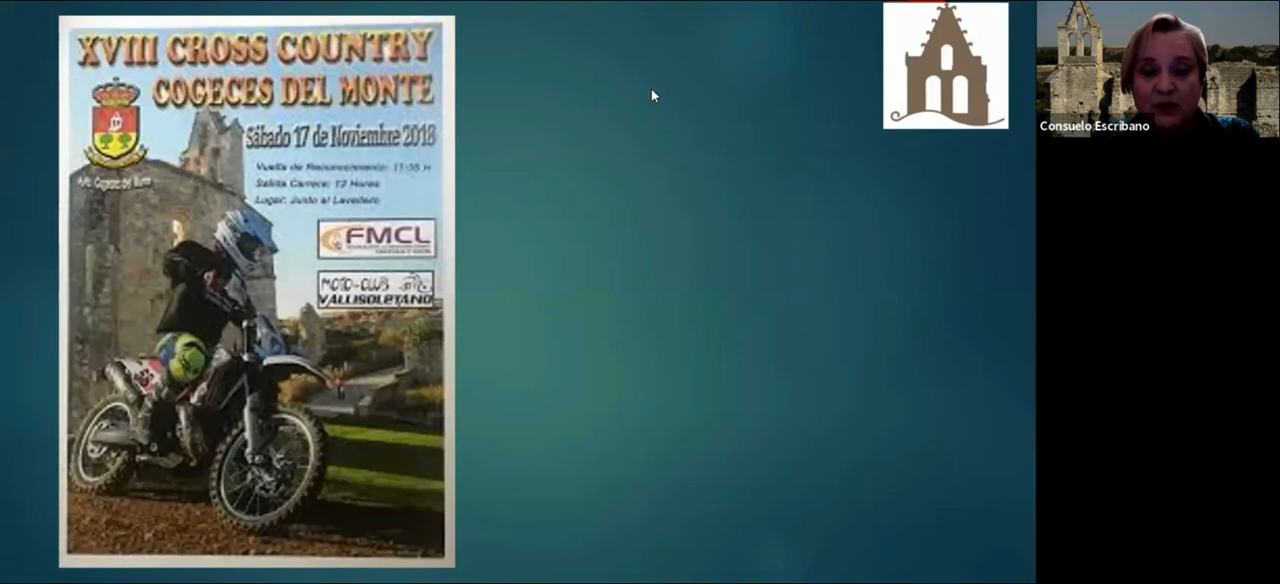 XVIII CROSS COUNTRY
COGECES DEL MONTE
Sábado 17 de Noviembre 2018
Vuelta de Reconocimiento: 11:05 H
Salida Carrera: 12 Horas
Lugar: Junto al Lavadero
FMCL
MOTO-CLUB
VALLISOLETANO
Consuelo Escribano